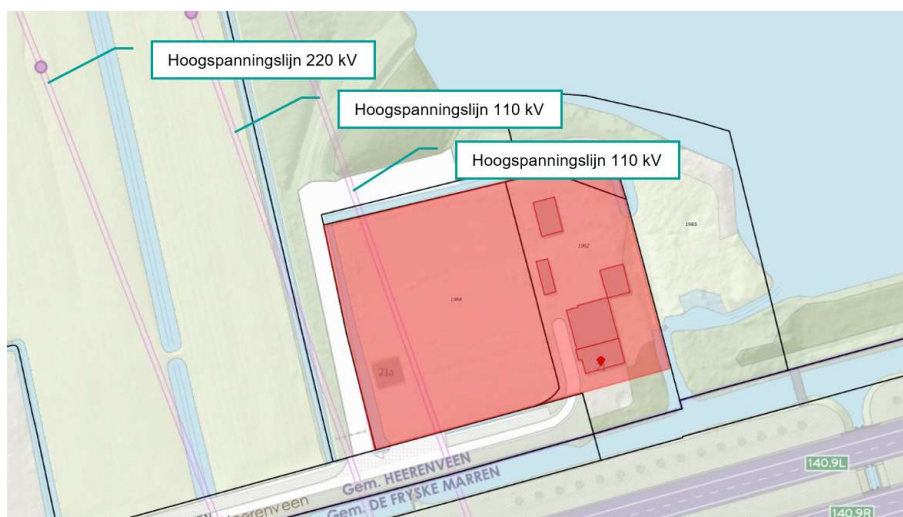 Hoogspanningslijn 220 kV
Hoogspanningslijn 110 kV
Hoogspanningslijn 110 kV
1965
1962
21a
Gem. HEERENVEEN
Heerenveen
Gem. DE FRYSKE MARREN
140.9L
140.9R